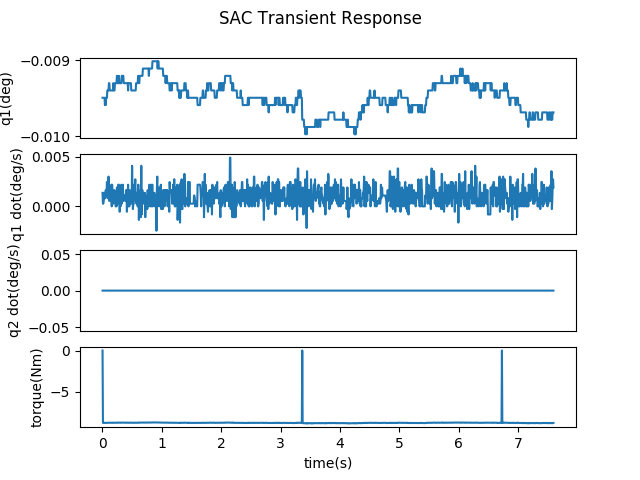 SAC Transient Response
−0.009
−0.010
q1(deg)
0.005
0.000
q1 dot(deg/s)
0.05
0.00
−0.05
q2 dot(deg/s)
0
−5
torque(Nm)
0 1 2 3 4 5 6 7
time(s)